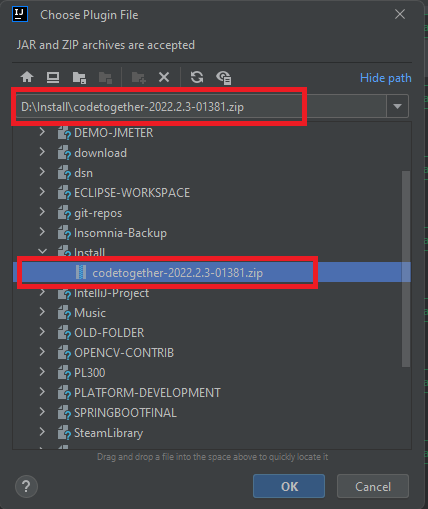 IJ
Choose Plugin File
JAR and ZIP archives are accepted
Hide path
D:\Install\codetogether-2022.2.3-01381.zip
DEMO-JMETER
download
dsn
ECLIPSE-WORKSPACE
git-repos
Insomnia-Backup
Install
codetogether-2022.2.3-01381.zip
IntelliJ-Project
Music
OLD-FOLDER
OPENCV-CONTRIB
PL300
PLATFORM-DEVELOPMENT
SPRINGBOOTFINAL
SteamLibrary
Drag and drop a file into the space above to quickly locate it
?
OK
Cancel